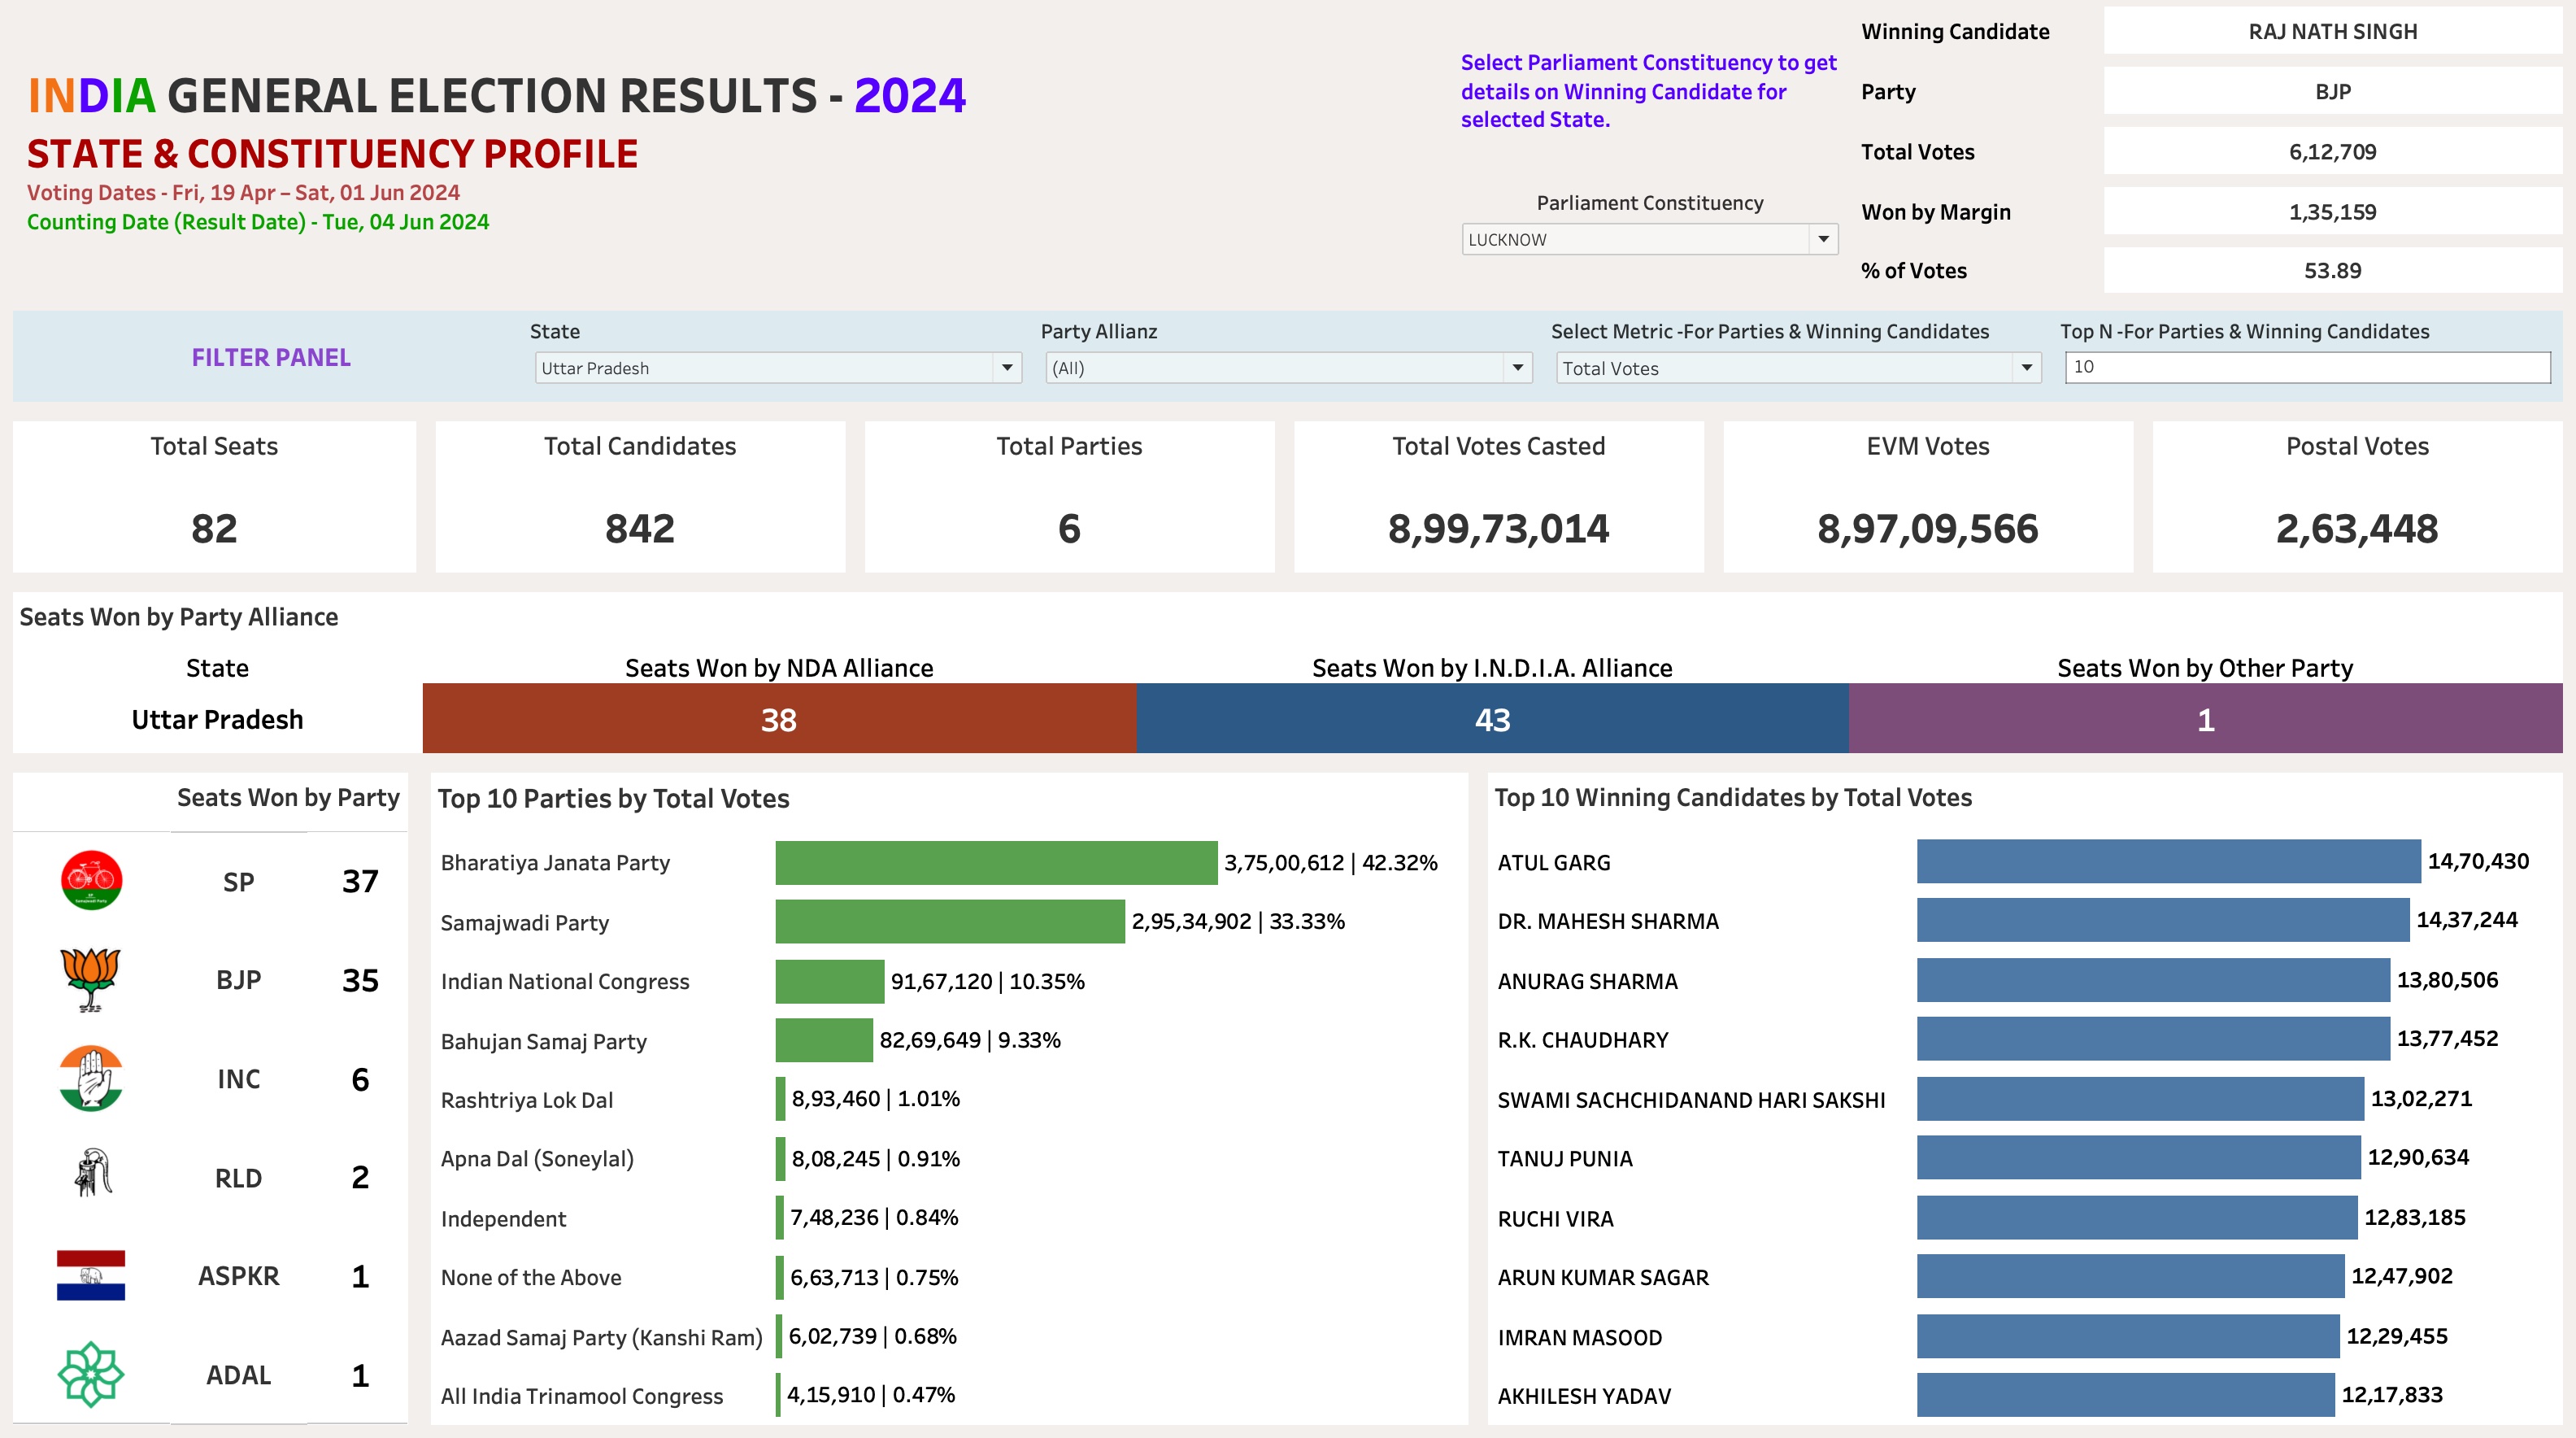 INDIA GENERAL ELECTION RESULTS - 2024
STATE & CONSTITUENCY PROFILE
Voting Dates - Fri, 19 Apr – Sat, 01 Jun 2024
Counting Date (Result Date) - Tue, 04 Jun 2024
Select Parliament Constituency to get
details on Winning Candidate for
selected State.
Parliament Constituency
LUCKNOW
Winning Candidate RAJ NATH SINGH
Party BJP
Total Votes 6,12,709
Won by Margin 1,35,159
% of Votes 53.89
FILTER PANEL
State
Uttar Pradesh
Party Allianz
(All)
Select Metric -For Parties & Winning Candidates
Total Votes
Top N -For Parties & Winning Candidates
10
Total Seats
82
Total Candidates
842
Total Parties
6
Total Votes Casted
8,99,73,014
EVM Votes
8,97,09,566
Postal Votes
2,63,448
Seats Won by Party Alliance
State Seats Won by NDA Alliance Seats Won by I.N.D.I.A. Alliance Seats Won by Other Party
Uttar Pradesh 38 43 1
Seats Won by Party
SP 37
BJP 35
INC 6
RLD 2
ASPKR 1
ADAL 1
Top 10 Parties by Total Votes
Bharatiya Janata Party 3,75,00,612 | 42.32%
Samajwadi Party 2,95,34,902 | 33.33%
Indian National Congress 91,67,120 | 10.35%
Bahujan Samaj Party 82,69,649 | 9.33%
Rashtriya Lok Dal 8,93,460 | 1.01%
Apna Dal (Soneylal) 8,08,245 | 0.91%
Independent 7,48,236 | 0.84%
None of the Above 6,63,713 | 0.75%
Aazad Samaj Party (Kanshi Ram) 6,02,739 | 0.68%
All India Trinamool Congress 4,15,910 | 0.47%
Top 10 Winning Candidates by Total Votes
ATUL GARG 14,70,430
DR. MAHESH SHARMA 14,37,244
ANURAG SHARMA 13,80,506
R.K. CHAUDHARY 13,77,452
SWAMI SACHCHIDANAND HARI SAKSHI 13,02,271
TANUJ PUNIA 12,90,634
RUCHI VIRA 12,83,185
ARUN KUMAR SAGAR 12,47,902
IMRAN MASOOD 12,29,455
AKHILESH YADAV 12,17,833